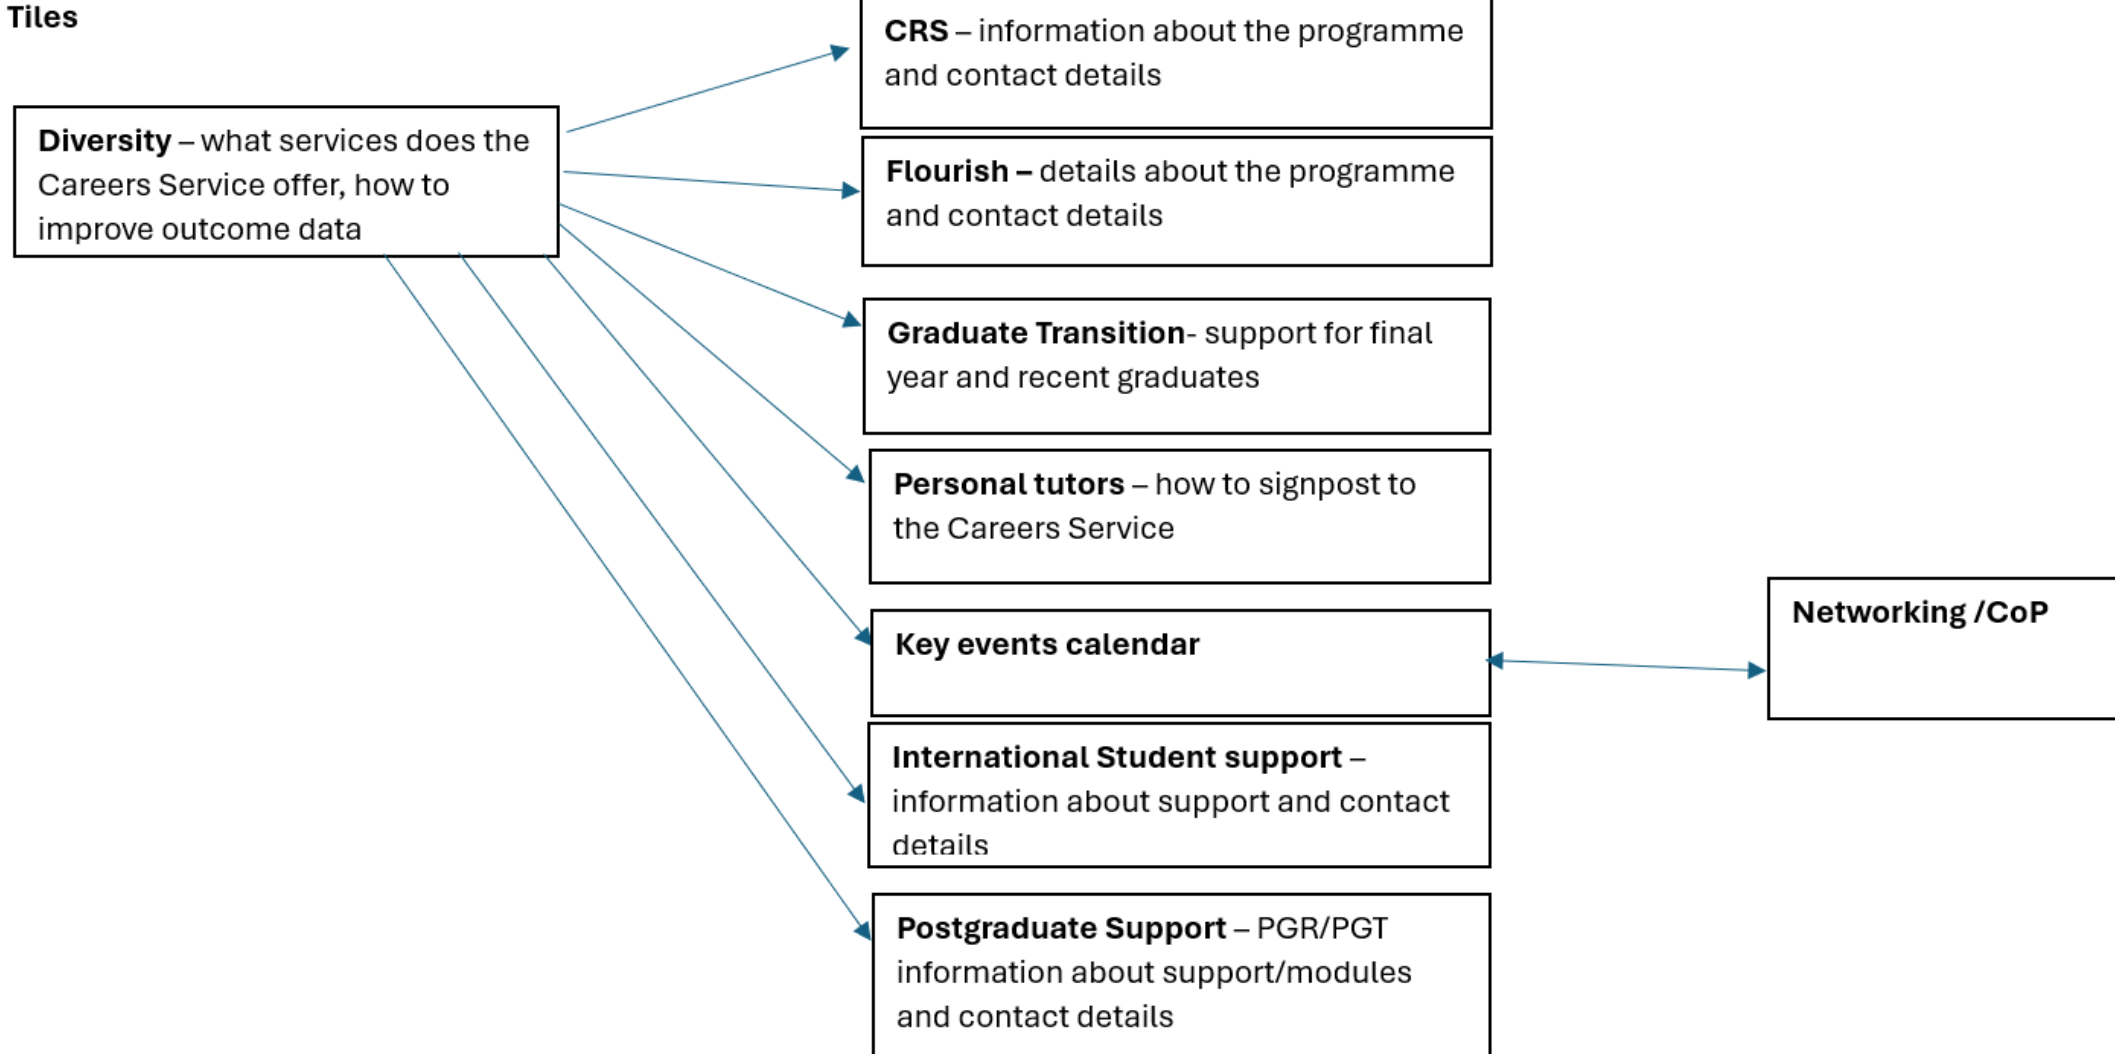 Tiles
Diversity – what services does the
Careers Service offer, how to
improve outcome data
CRS – information about the programme
and contact details
Flourish – details about the programme
and contact details
Graduate Transition- support for final
year and recent graduates
Personal tutors – how to signpost to
the Careers Service
Key events calendar
Networking /CoP
International Student support –
information about support and contact
details
Postgraduate Support – PGR/PGT
information about support/modules
and contact details